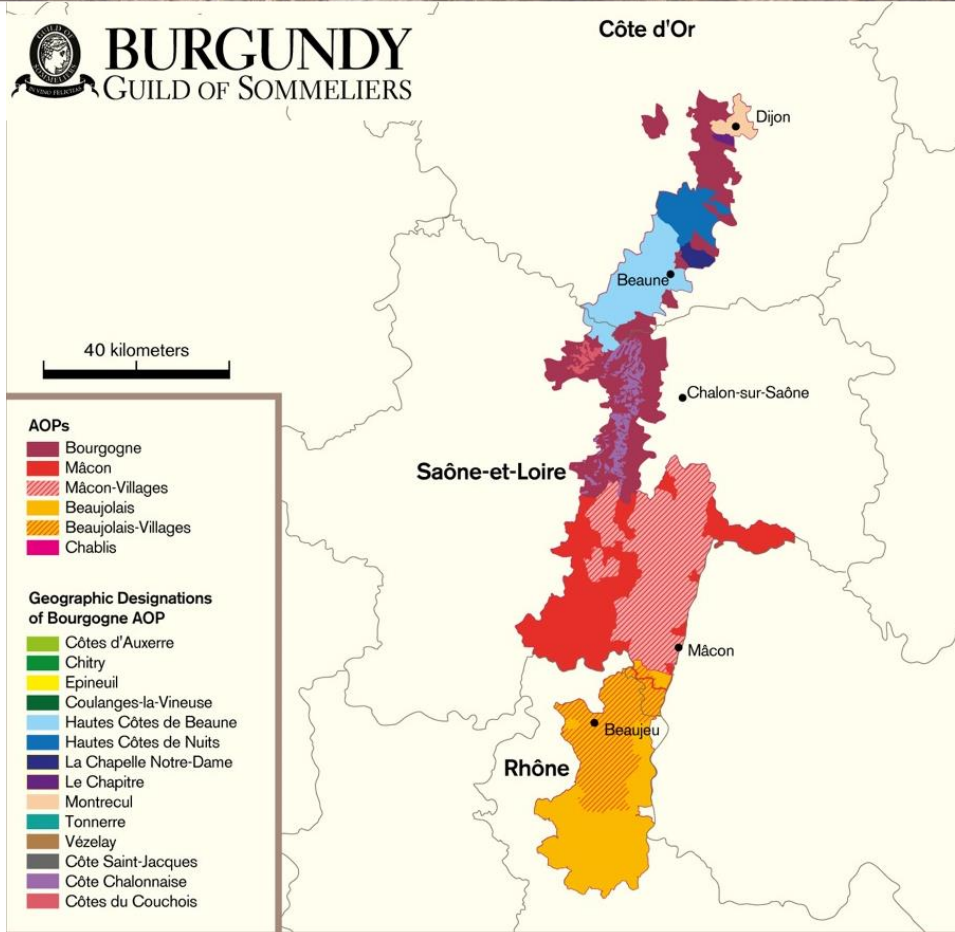 BURGUNDY
GUILD OF SOMMELIERS
IN VINO FELICITAS
Côte d'Or
Dijon
Beaune
40 kilometers
Chalon-sur-Saône
Saône-et-Loire
Mâcon
Beaujeu
Rhône
AOPs
Bourgogne
Mâcon
Mâcon-Villages
Beaujolais
Beaujolais-Villages
Chablis
Geographic Designations
of Bourgogne AOP
Côtes d'Auxerre
Chitry
Epineuil
Coulanges-la-Vineuse
Hautes Côtes de Beaune
Hautes Côtes de Nuits
La Chapelle Notre-Dame
Le Chapitre
Montrecul
Tonnerre
Vézelay
Côte Saint-Jacques
Côte Chalonnaise
Côtes du Couchois